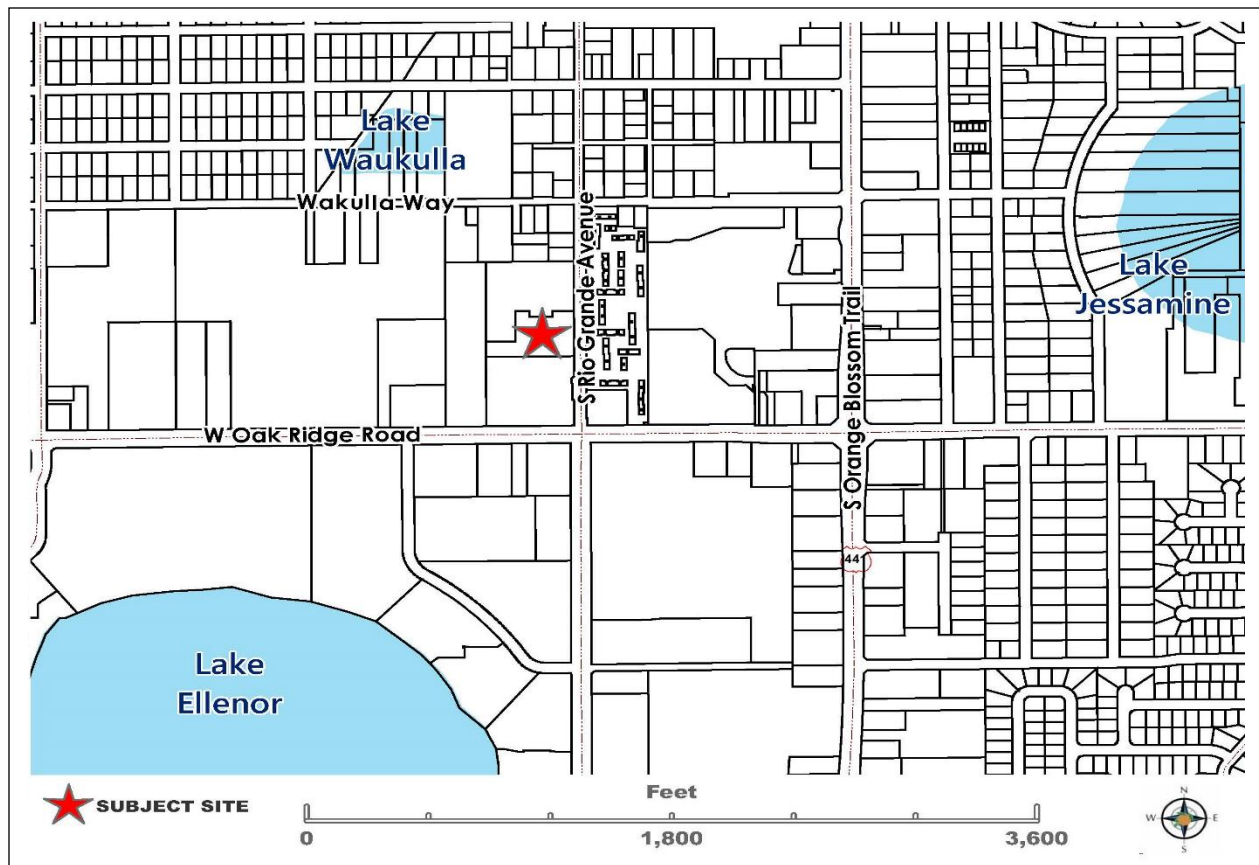 Lake
Waukulla
Wakulla Way
S Rio Grande Avenue
S Orange Blossom Trail
Lake
Jessamine
W Oak Ridge Road
441
Lake
Ellenor
SUBJECT SITE
Feet
0
1,800
3,600
N
W
E
S